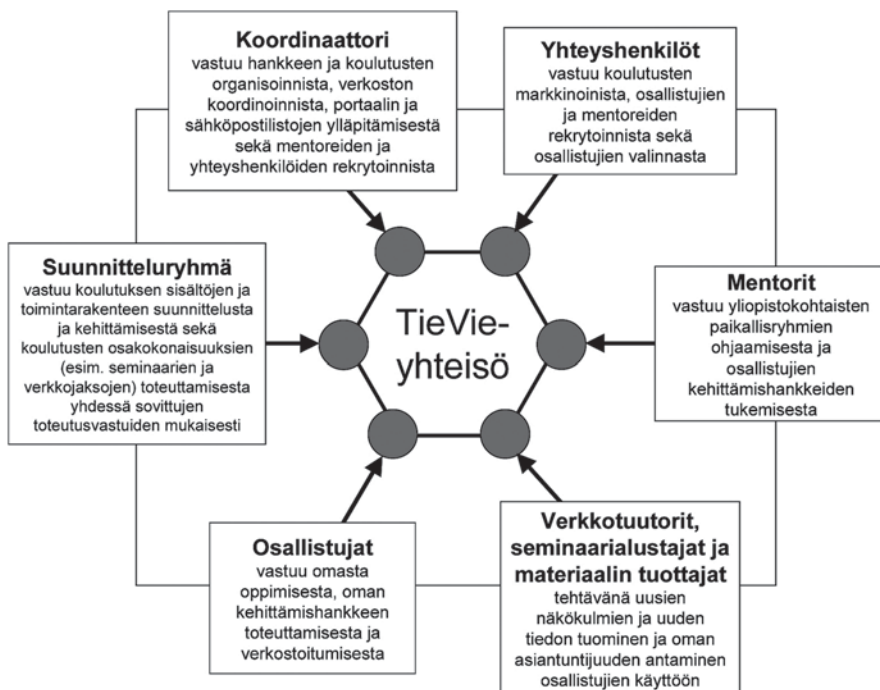 Koordinaattori
vastuu hankkeen ja koulutusten
organisoinnista, verkoston
koordinoinnista, portaalin ja
sähköpostilistojen ylläpitämisestä
sekä mentoreiden ja
yhteyshenkilöiden rekrytoinnista
Yhteyshenkilöt
vastuu koulutusten
markkinoinista, osallistujien
ja mentoreiden
rekrytoinnista sekä
osallistujien valinnasta
Suunnitteluryhmä
vastuu koulutuksen sisältöjen ja
toimintarakenteen suunnittelusta
ja kehittämisestä sekä
koulutusten osakokonaisuuksien
(esim. seminaarien ja
verkkojaksojen) toteuttamisesta
yhdessä sovittujen
toteutusvastuiden mukaisesti
TieVie-
yhteisö
Mentorit
vastuu yliopistokohtaisten
paikallisryhmien
ohjaamisesta ja
osallistujien
kehittämishankkeiden
tukemisesta
Osallistujat
vastuu omasta
oppimisesta, oman
kehittämishankkeen
toteuttamisesta ja
verkostoitumisesta
Verkkotuutorit,
seminaarialustajat ja
materiaalin tuottajat
tehtävänä uusien
näkökulmien ja uuden
tiedon tuominen ja oman
asiantuntijuuden antaminen
osallistujien käyttöön